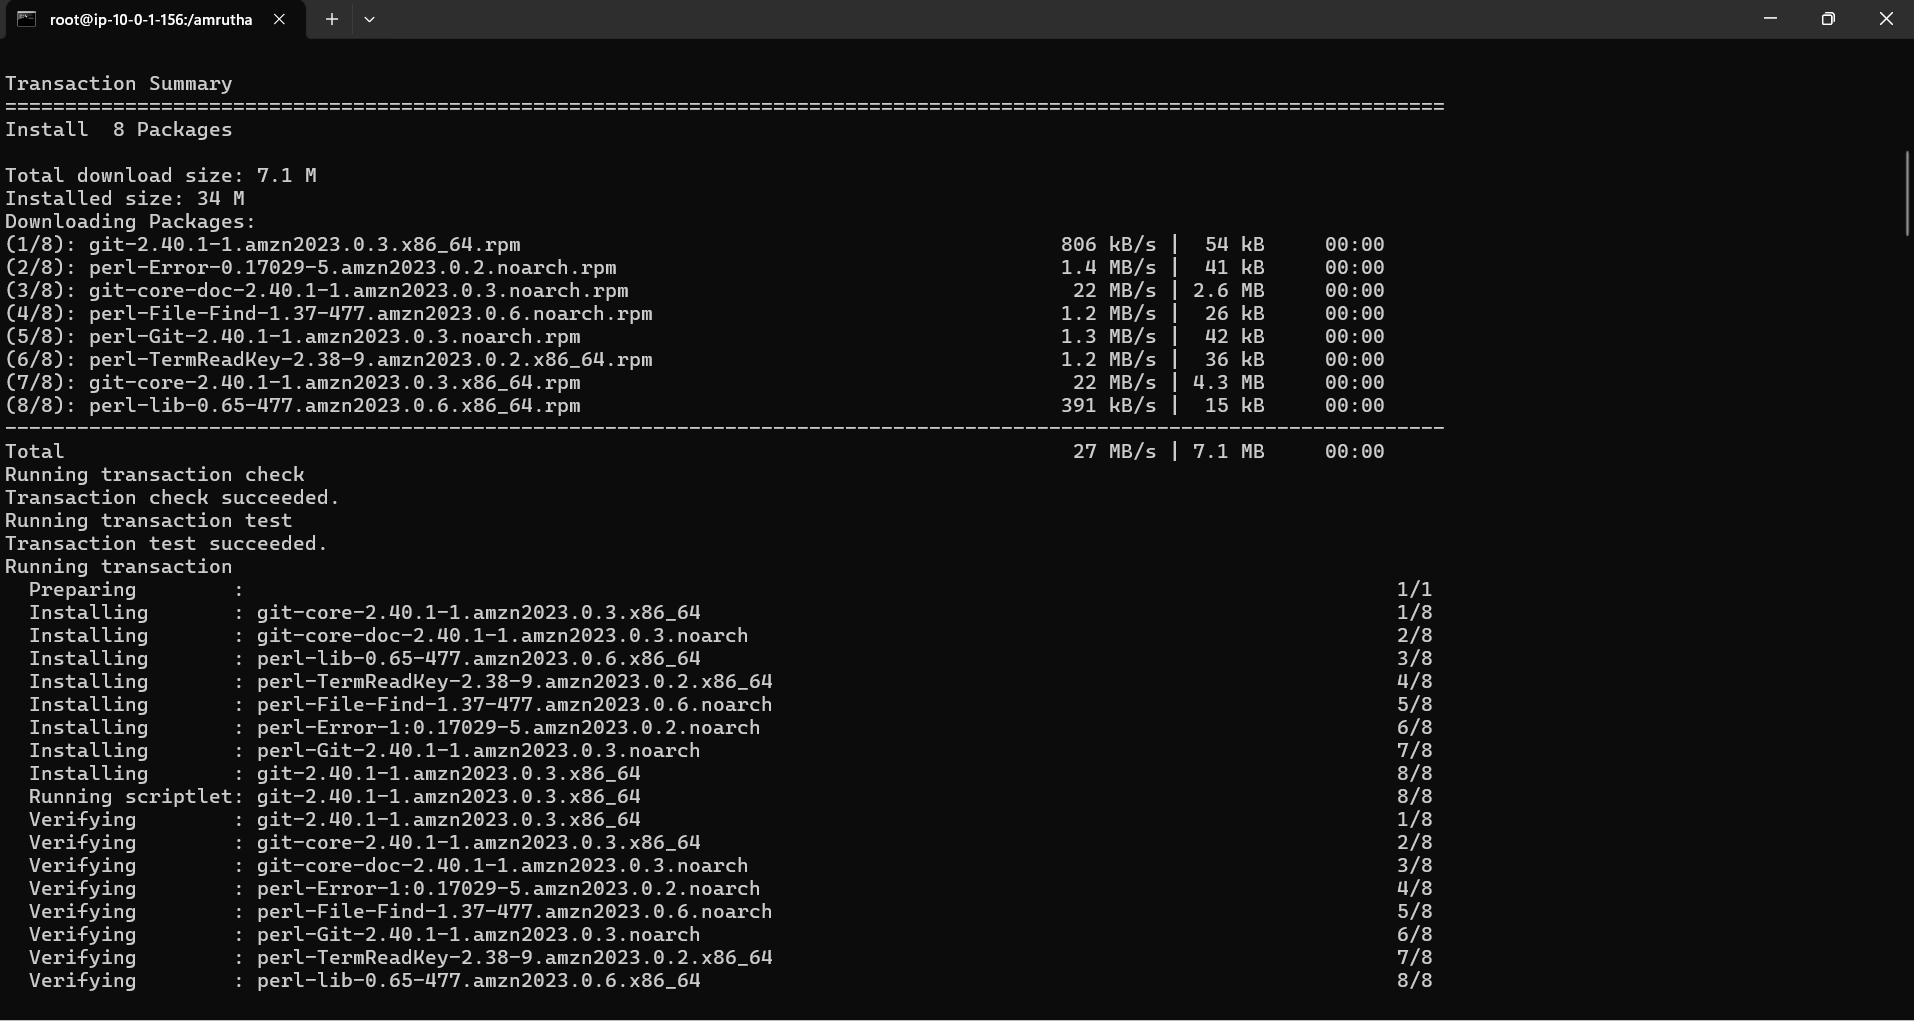 root@ip-10-0-1-156:/amrutha
Transaction Summary
========================================================================================================================
Install  8 Packages
Total download size: 7.1 M
Installed size: 34 M
Downloading Packages:
(1/8): git-2.40.1-1.amzn2023.0.3.x86_64.rpm 806 kB/s | 54 kB 00:00
(2/8): perl-Error-0.17029-5.amzn2023.0.2.noarch.rpm 1.4 MB/s | 41 kB 00:00
(3/8): git-core-doc-2.40.1-1.amzn2023.0.3.noarch.rpm 22 MB/s | 2.6 MB 00:00
(4/8): perl-File-Find-1.37-477.amzn2023.0.6.noarch.rpm 1.2 MB/s | 26 kB 00:00
(5/8): perl-Git-2.40.1-1.amzn2023.0.3.noarch.rpm 1.3 MB/s | 42 kB 00:00
(6/8): perl-TermReadKey-2.38-9.amzn2023.0.2.x86_64.rpm 1.2 MB/s | 36 kB 00:00
(7/8): git-core-2.40.1-1.amzn2023.0.3.x86_64.rpm 22 MB/s | 4.3 MB 00:00
(8/8): perl-lib-0.65-477.amzn2023.0.6.x86_64.rpm 391 kB/s | 15 kB 00:00
------------------------------------------------------------------------------------------------------------------------
Total 27 MB/s | 7.1 MB 00:00
Running transaction check
Transaction check succeeded.
Running transaction test
Transaction test succeeded.
Running transaction
Preparing : 1/1
Installing : git-core-2.40.1-1.amzn2023.0.3.x86_64 1/8
Installing : git-core-doc-2.40.1-1.amzn2023.0.3.noarch 2/8
Installing : perl-lib-0.65-477.amzn2023.0.6.x86_64 3/8
Installing : perl-TermReadKey-2.38-9.amzn2023.0.2.x86_64 4/8
Installing : perl-File-Find-1.37-477.amzn2023.0.6.noarch 5/8
Installing : perl-Error-1:0.17029-5.amzn2023.0.2.noarch 6/8
Installing : perl-Git-2.40.1-1.amzn2023.0.3.noarch 7/8
Installing : git-2.40.1-1.amzn2023.0.3.x86_64 8/8
Running scriptlet: git-2.40.1-1.amzn2023.0.3.x86_64 8/8
Verifying : git-2.40.1-1.amzn2023.0.3.x86_64 1/8
Verifying : git-core-2.40.1-1.amzn2023.0.3.x86_64 2/8
Verifying : git-core-doc-2.40.1-1.amzn2023.0.3.noarch 3/8
Verifying : perl-Error-1:0.17029-5.amzn2023.0.2.noarch 4/8
Verifying : perl-File-Find-1.37-477.amzn2023.0.6.noarch 5/8
Verifying : perl-Git-2.40.1-1.amzn2023.0.3.noarch 6/8
Verifying : perl-TermReadKey-2.38-9.amzn2023.0.2.x86_64 7/8
Verifying : perl-lib-0.65-477.amzn2023.0.6.x86_64 8/8